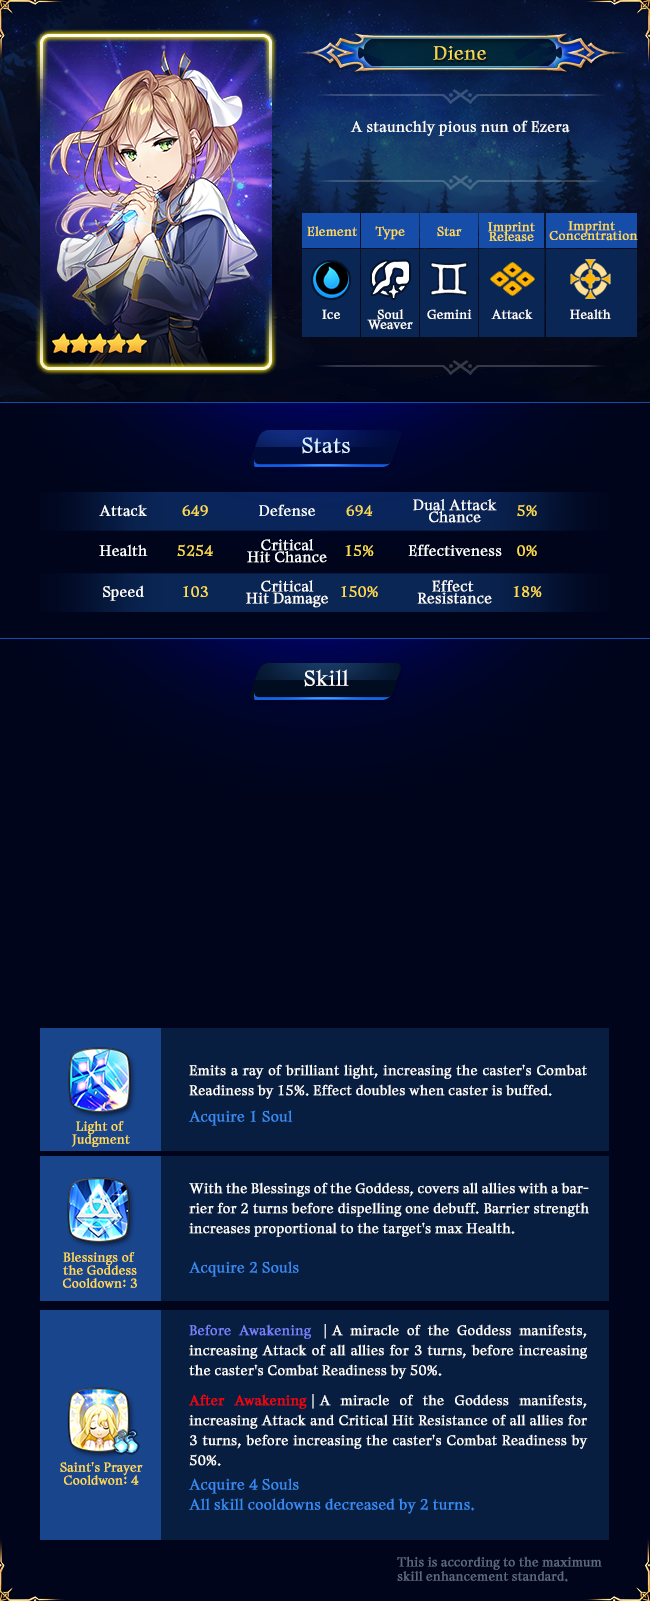 Diene
A staunchly pious nun of Ezera
Element Type Star Imprint Release Imprint Concentration
Ice Soul Weaver Gemini Attack Health
Stats
Attack 649 Defense 694 Dual Attack Chance 5%
Health 5254 Critical Hit Chance 15% Effectiveness 0%
Speed 103 Critical Hit Damage 150% Effect Resistance 18%
Skill
Light of
Judgment
Emits a ray of brilliant light, increasing the caster's Combat
Readiness by 15%. Effect doubles when caster is buffed.
Acquire 1 Soul
Blessings of
the Goddess
Cooldown: 3
With the Blessings of the Goddess, covers all allies with a bar-
rier for 2 turns before dispelling one debuff. Barrier strength
increases proportional to the target's max Health.
Acquire 2 Souls
Saint's Prayer
Cooldwon: 4
Before Awakening | A miracle of the Goddess manifests,
increasing Attack of all allies for 3 turns, before increasing
the caster's Combat Readiness by 50%.
After Awakening | A miracle of the Goddess manifests,
increasing Attack and Critical Hit Resistance of all allies for
3 turns, before increasing the caster's Combat Readiness by
50%.
Acquire 4 Souls
All skill cooldowns decreased by 2 turns.
This is according to the maximum
skill enhancement standard.